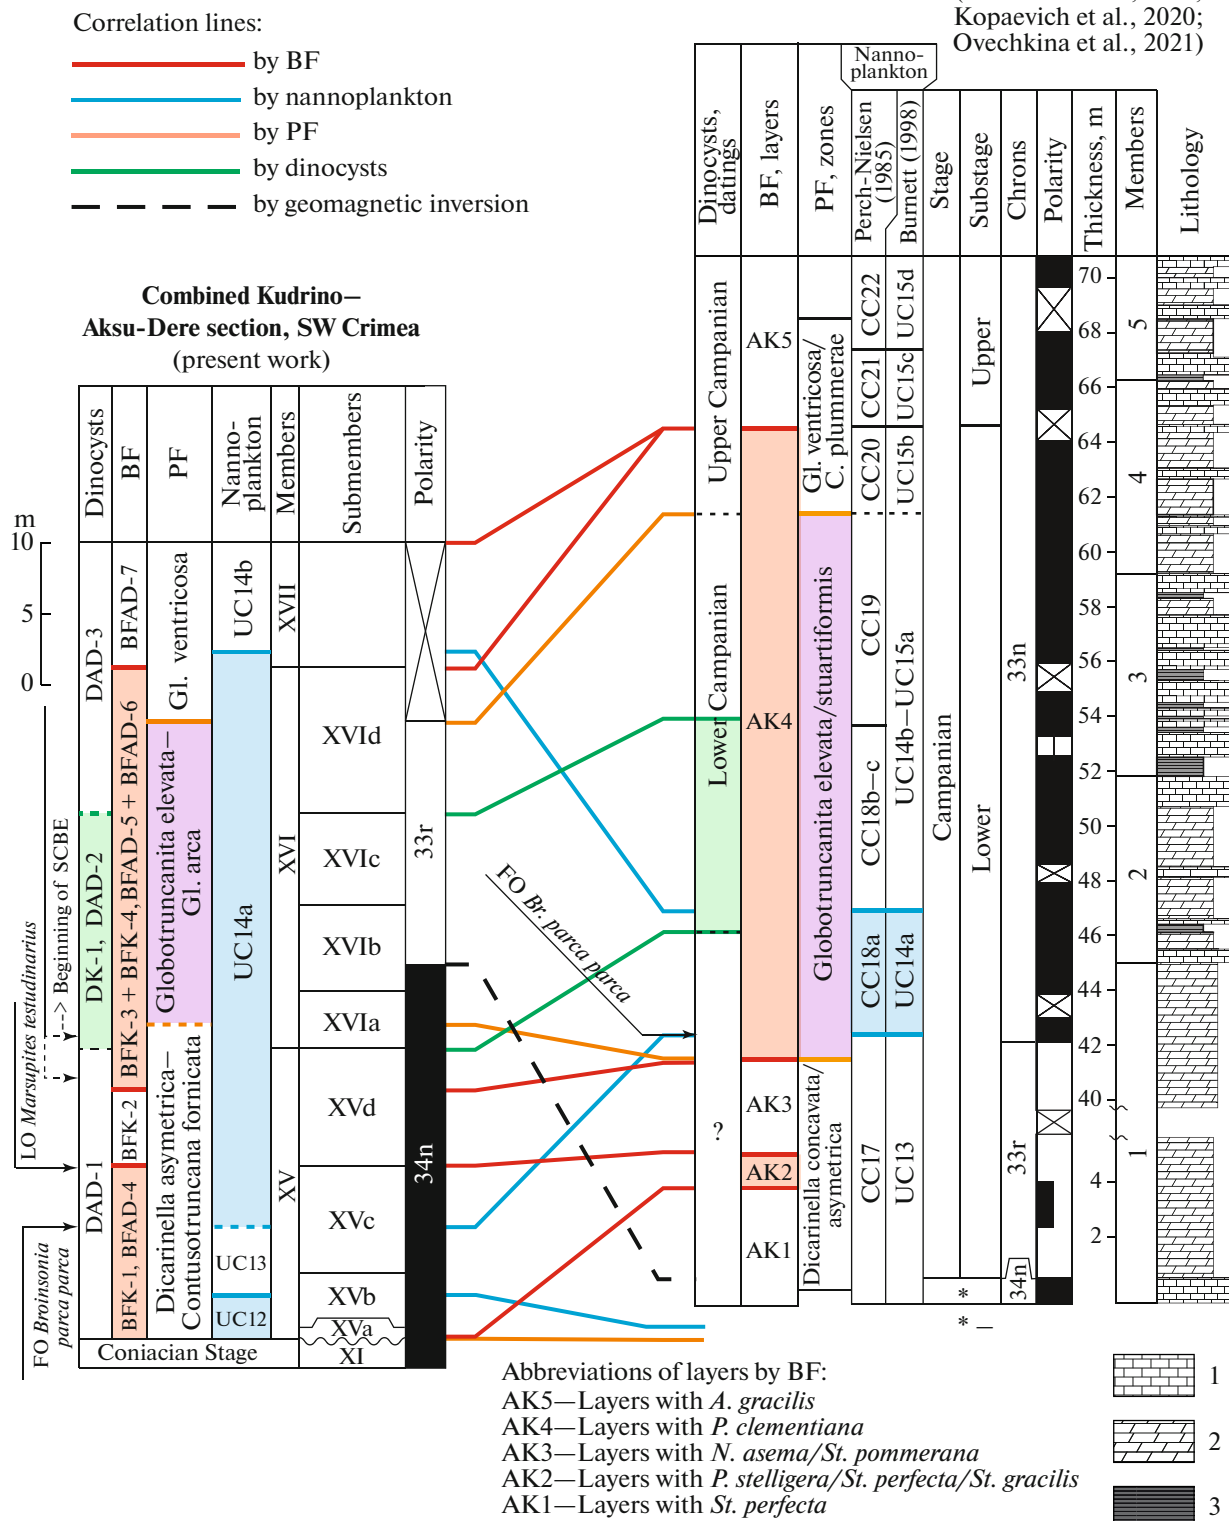 Kopaevich et al., 2020;
Ovechkina et al., 2021)
Correlation lines:
by BF
by nannoplankton
by PF
by dinocysts
by geomagnetic inversion
Combined Kudrino—
Aksu-Dere section, SW Crimea
(present work)
Dinocysts
BF
PF
Nanno-
plankton
Members
Submembers
Polarity
m
10
5
0
DAD-3
DK-1, DAD-2
DAD-1
BFAD-7
BFK-3 + BFK-4,BFAD-5 + BFAD-6
BFK-2
BFK-1, BFAD-4
Gl. ventricosa
Globotruncanita elevata—
Gl. arca
Dicarinella asymetrica—
Contusotruncana fornicata
UC14b
UC14a
UC13
UC12
XVII
XVI
XV
XVId
XVIc
XVIb
XVIa
XVd
XVc
XVb
XVa
XI
33r
34n
Coniacian Stage
LO Marsupites testudinarius
--> Beginning of SCBE
FO Broinsonia
parca parca
FO Br. parca parca
Nanno-
plankton
Dinocysts,
datings
BF, layers
PF, zones
Perch-Nielsen
(1985)
Burnett (1998)
Stage
Substage
Chrons
Polarity
Thickness, m
Members
Lithology
Upper Campanian
Lower Campanian
?
AK5
AK4
AK3
AK2
AK1
Gl. ventricosa/
C. plummerae
Globotruncanita elevata/stuartiformis
Dicarinella concavata/
asymetrica
CC22
CC21
CC20
CC19
CC18b—c
CC18a
CC17
UC15d
UC15c
UC15b
UC14b—UC15a
UC14a
UC13
Campanian
*
* —
Upper
Lower
33n
33r
34n
70
68
66
64
62
60
58
56
54
52
50
48
46
44
42
40
4
2
5
4
3
2
1
Abbreviations of layers by BF:
AK5—Layers with A. gracilis
AK4—Layers with P. clementiana
AK3—Layers with N. asema/St. pommerana
AK2—Layers with P. stelligera/St. perfecta/St. gracilis
AK1—Layers with St. perfecta
1
2
3